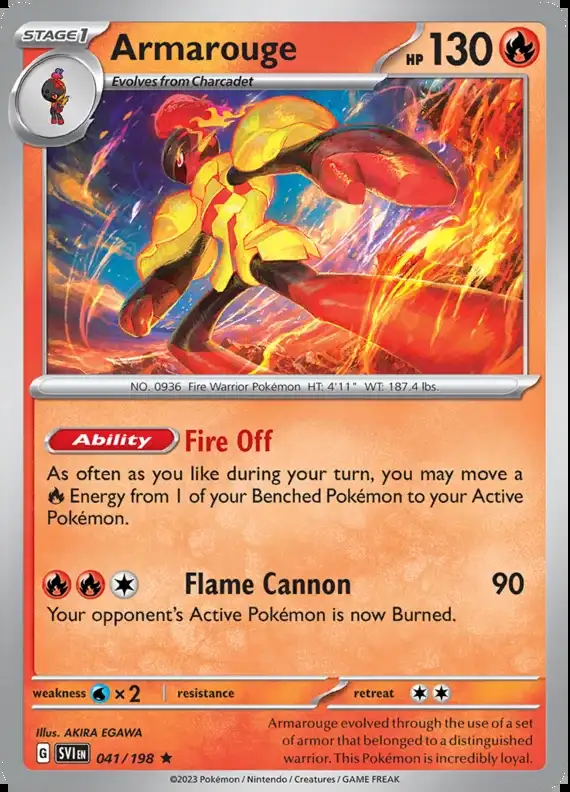 STAGE1
Armarouge
HP 130
Evolves from Charcadet
NO. 0936 Fire Warrior Pokémon HT: 4'11" WT: 187.4 lbs.
Ability Fire Off
As often as you like during your turn, you may move a
Energy from 1 of your Benched Pokémon to your Active
Pokémon.
Flame Cannon 90
Your opponent's Active Pokémon is now Burned.
weakness ×2 resistance retreat
Illus. AKIRA EGAWA
G SVI EN 041/198 ★
Armarouge evolved through the use of a set
of armor that belonged to a distinguished
warrior. This Pokémon is incredibly loyal.
©2023 Pokémon / Nintendo / Creatures / GAME FREAK